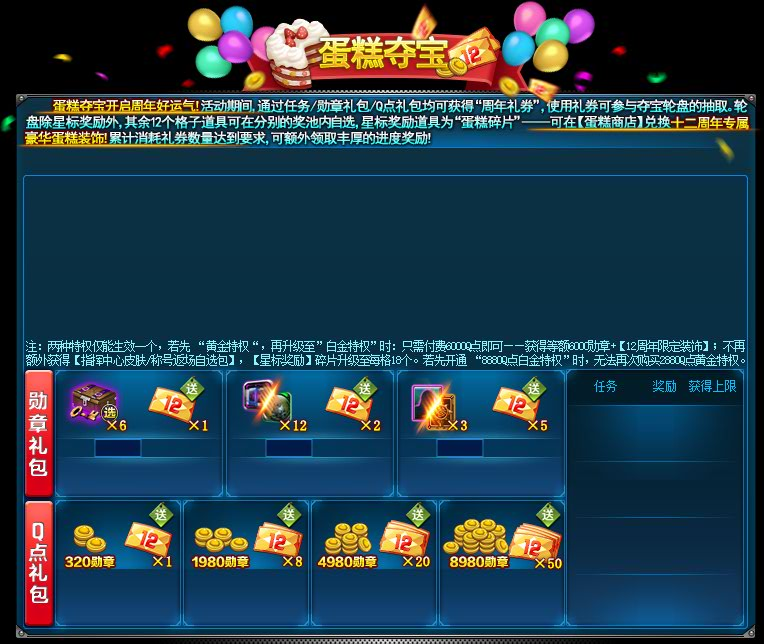 蛋糕夺宝
12
蛋糕夺宝开启周年好运气!活动期间,通过任务/勋章礼包/Q点礼包均可获得“周年礼券”,使用礼券可参与夺宝轮盘的抽取。轮
盘除星标奖励外,其余12个格子道具可在分别的奖池内自选,星标奖励道具为“蛋糕碎片”——可在【蛋糕商店】兑换十二周年专属
豪华蛋糕装饰!累计消耗礼券数量达到要求,可额外领取丰厚的进度奖励!
注：两种特权仅能生效一个，若先 “黄金特权“，再升级至”白金特权”时：只需付费6000Q点即可——获得等额6000勋章+【12周年限定装饰】；不再
额外获得【指挥中心皮肤/称号返场自选包】，【星标奖励】碎片升级至每格18个。若先开通 “8880Q点白金特权”时，无法再次购买2880Q点黄金特权。
勋章礼包
选 ×6 送 12 ×1
×12 送 12 ×2
×3 送 12 ×5
任务 奖励 获得上限
Q点礼包
320勋章 送 12 ×1
1980勋章 送 12 ×8
4980勋章 送 12 ×20
8980勋章 送 12 ×50